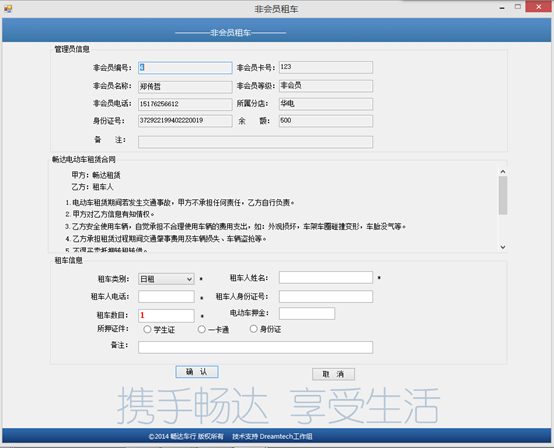 非会员租车
————非会员租车————
管理员信息
非会员编号: 6 非会员卡号: 123
非会员名称: 郑传哲 非会员等级: 非会员
非会员电话: 15176256612 所属分店: 华电
身份证号: 372922199402220019 余 额: 500
备 注:
畅达电动车租赁合同
甲方：畅达租赁
乙方：租车人
1. 电动车租赁期间若发生交通事故，甲方不承担任何责任，乙方自行负责。
2. 甲方对乙方信息有知情权。
3. 乙方安全使用车辆，自觉承担不合理使用车辆的费用支出，如：外观损坏，车架车圈碰撞变形，车胎没气等。
4. 乙方承担租赁过程期间交通肇事费用及车辆损失、车辆盗抢等。
租车信息
租车类别: 日租 * 租车人姓名: *
租车人电话: * 租车人身份证号:
租车数目: 1 * 电动车押金:
所押证件: 学生证 一卡通 身份证
备注:
确 认 取 消
携手畅达 享受生活
©2014 畅达车行 版权所有 技术支持 Dreamtech工作组